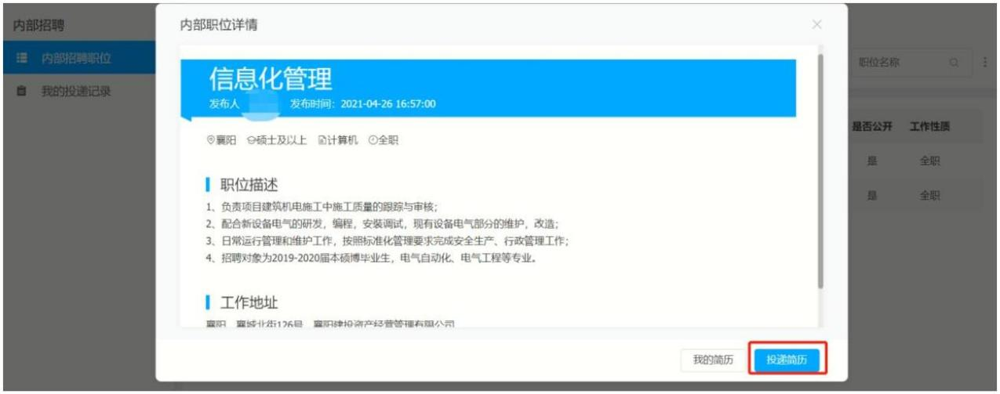 内部招聘
内部招聘职位
我的投递记录
内部职位详情
信息化管理
发布人 发布时间：2021-04-26 16:57:00
襄阳 硕士及以上 计算机 全职
职位描述
1、负责项目建筑机电施工中施工质量的跟踪与审核；
2、配合新设备电气的研发，编程，安装调试，现有设备电气部分的维护，改造；
3、日常运行管理和维护工作，按照标准化管理要求完成安全生产、行政管理工作；
4、招聘对象为2019-2020届本硕博毕业生，电气自动化、电气工程等专业。
工作地址
襄阳 襄城北街126号 襄阳建投资产经营管理有限公司
我的简历 投递简历
职位名称
是否公开 工作性质
是 全职
是 全职